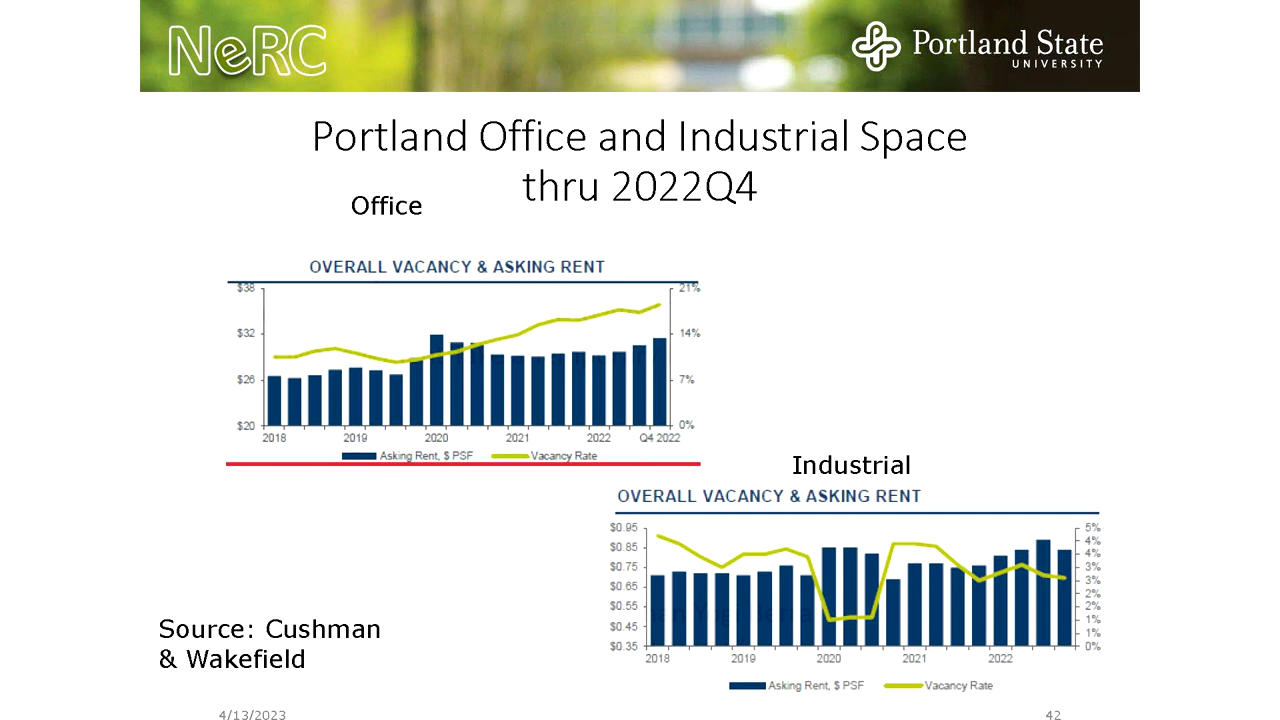 NeRC
Portland State
UNIVERSITY
Portland Office and Industrial Space
thru 2022Q4
Office
OVERALL VACANCY & ASKING RENT
$38 21%
$32 14%
$26 7%
$20 0%
2018 2019 2020 2021 2022 Q4 2022
Asking Rent, $ PSF Vacancy Rate
Industrial
OVERALL VACANCY & ASKING RENT
$0.95 5%
4%
$0.85 4%
$0.75 3%
3%
$0.65 2%
$0.55 2%
1%
$0.45 1%
$0.35 0%
2018 2019 2020 2021 2022
Asking Rent, $ PSF Vacancy Rate
Source: Cushman
& Wakefield
4/13/2023 42